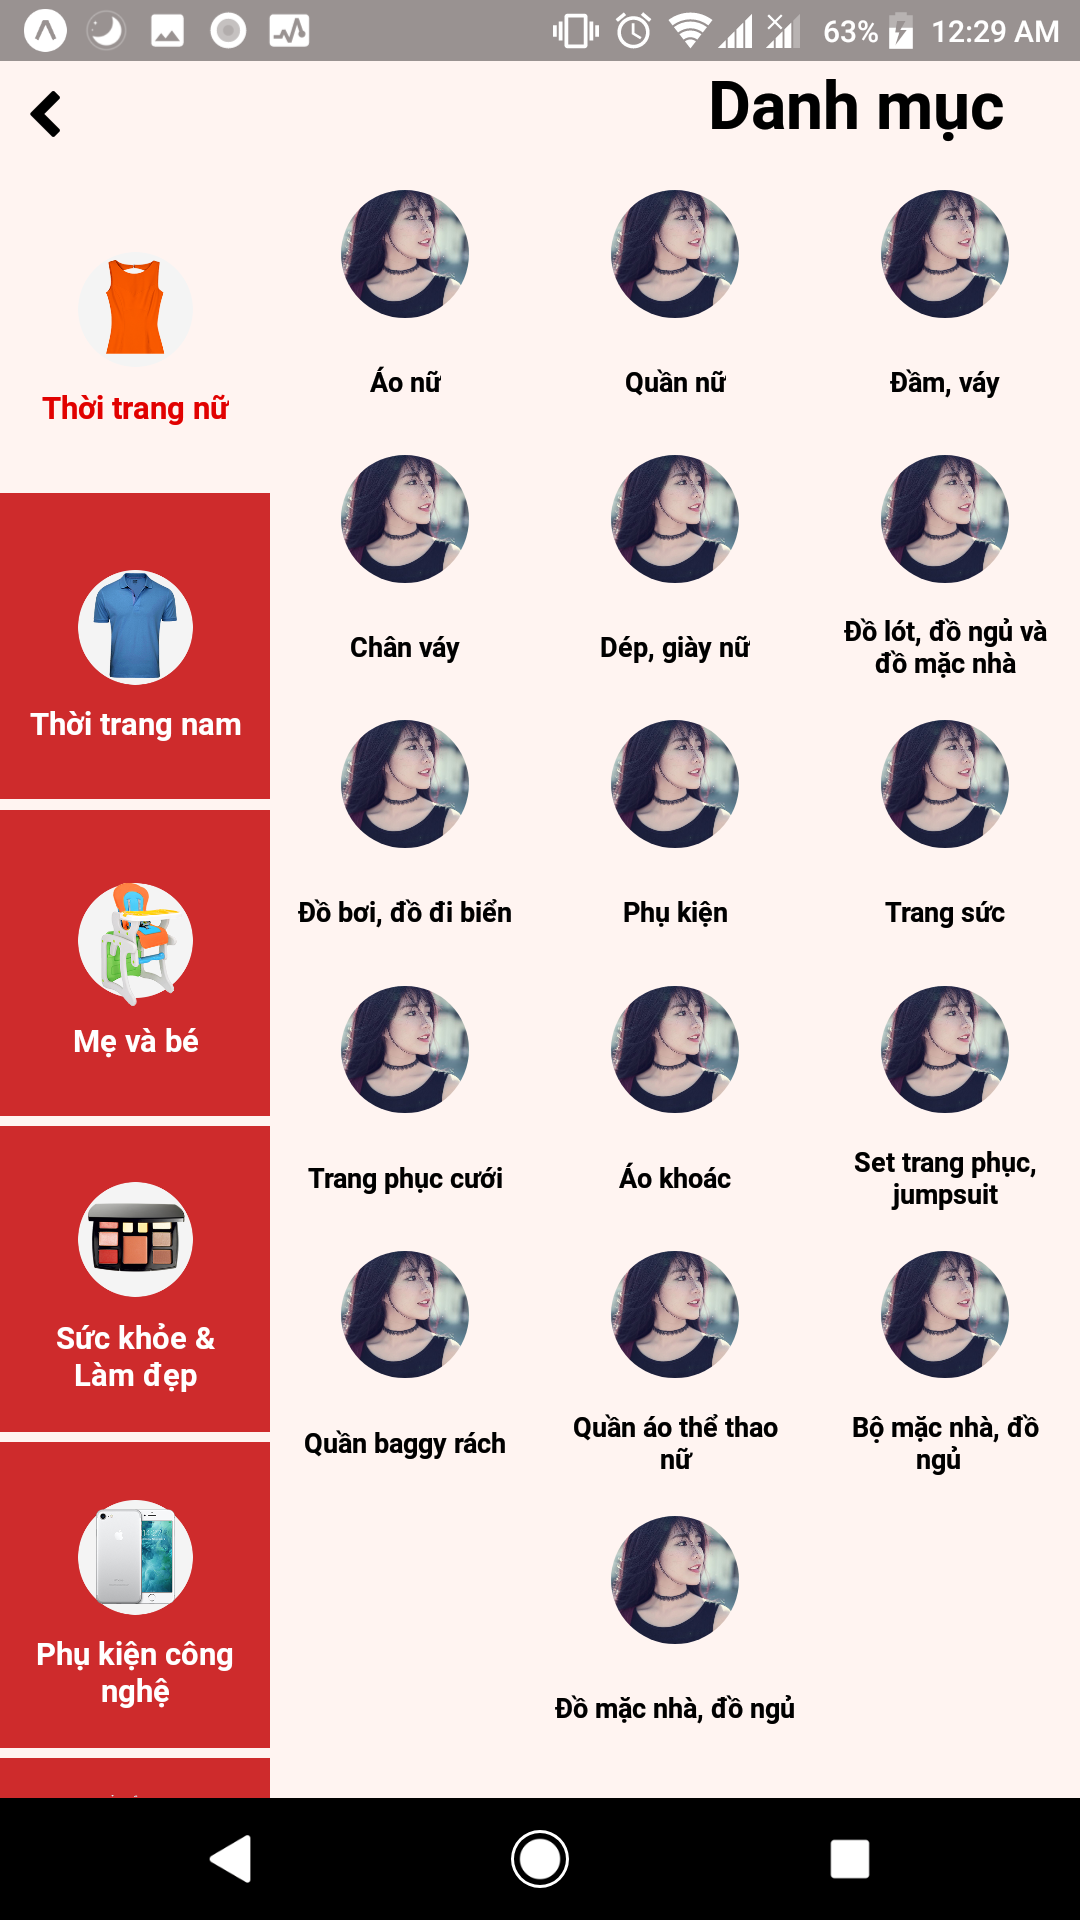 63% 12:29 AM
Danh mục
Thời trang nữ
Thời trang nam
Mẹ và bé
Sức khỏe &
Làm đẹp
Phụ kiện công
nghệ
Áo nữ
Quần nữ
Đầm, váy
Chân váy
Dép, giày nữ
Đồ lót, đồ ngủ và
đồ mặc nhà
Đồ bơi, đồ đi biển
Phụ kiện
Trang sức
Trang phục cưới
Áo khoác
Set trang phục,
jumpsuit
Quần baggy rách
Quần áo thể thao
nữ
Bộ mặc nhà, đồ
ngủ
Đồ mặc nhà, đồ ngủ